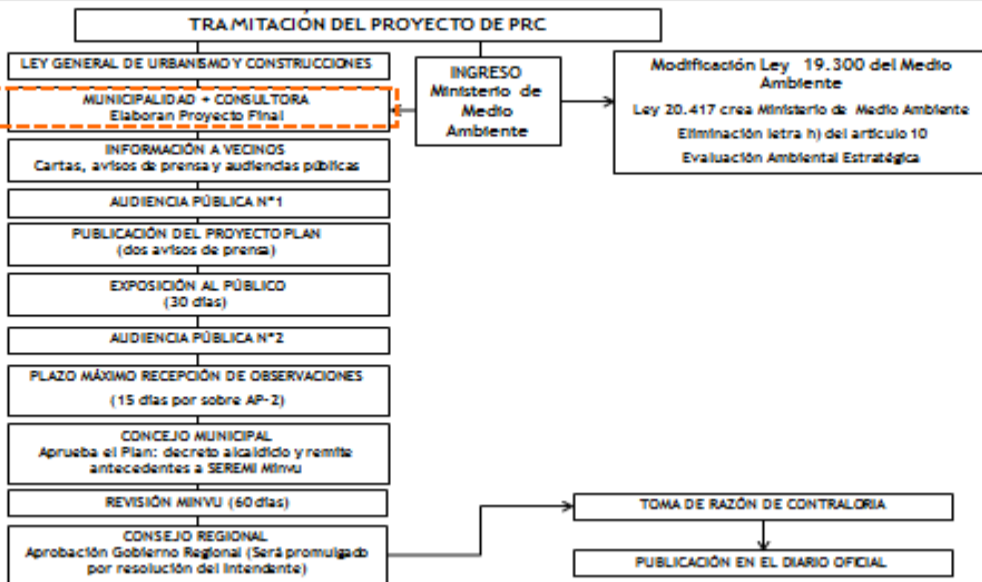 TRAMITACIÓN DEL PROYECTO DE PRC
LEY GENERAL DE URBANISMO Y CONSTRUCCIONES
MUNICIPALIDAD + CONSULTORA
Elaboran Proyecto Final
INFORMACIÓN A VECINOS
Cartas, avisos de prensa y audiencias públicas
AUDIENCIA PÚBLICA N°1
PUBLICACIÓN DEL PROYECTO PLAN
(dos avisos de prensa)
EXPOSICIÓN AL PÚBLICO
(30 días)
AUDIENCIA PÚBLICA N°2
PLAZO MÁXIMO RECEPCIÓN DE OBSERVACIONES
(15 días por sobre AP-2)
CONCEJO MUNICIPAL
Aprueba el Plan: decreto alcaldicio y remite
antecedentes a SEREMI Minvu
REVISIÓN MINVU (60 días)
CONSEJO REGIONAL
Aprobación Gobierno Regional (Será promulgado
por resolución del Intendente)
INGRESO
Ministerio de
Medio
Ambiente
Modificación Ley 19.300 del Medio
Ambiente
Ley 20.417 crea Ministerio de Medio Ambiente
Eliminación letra h) del artículo 10
Evaluación Ambiental Estratégica
TOMA DE RAZÓN DE CONTRALORIA
PUBLICACIÓN EN EL DIARIO OFICIAL